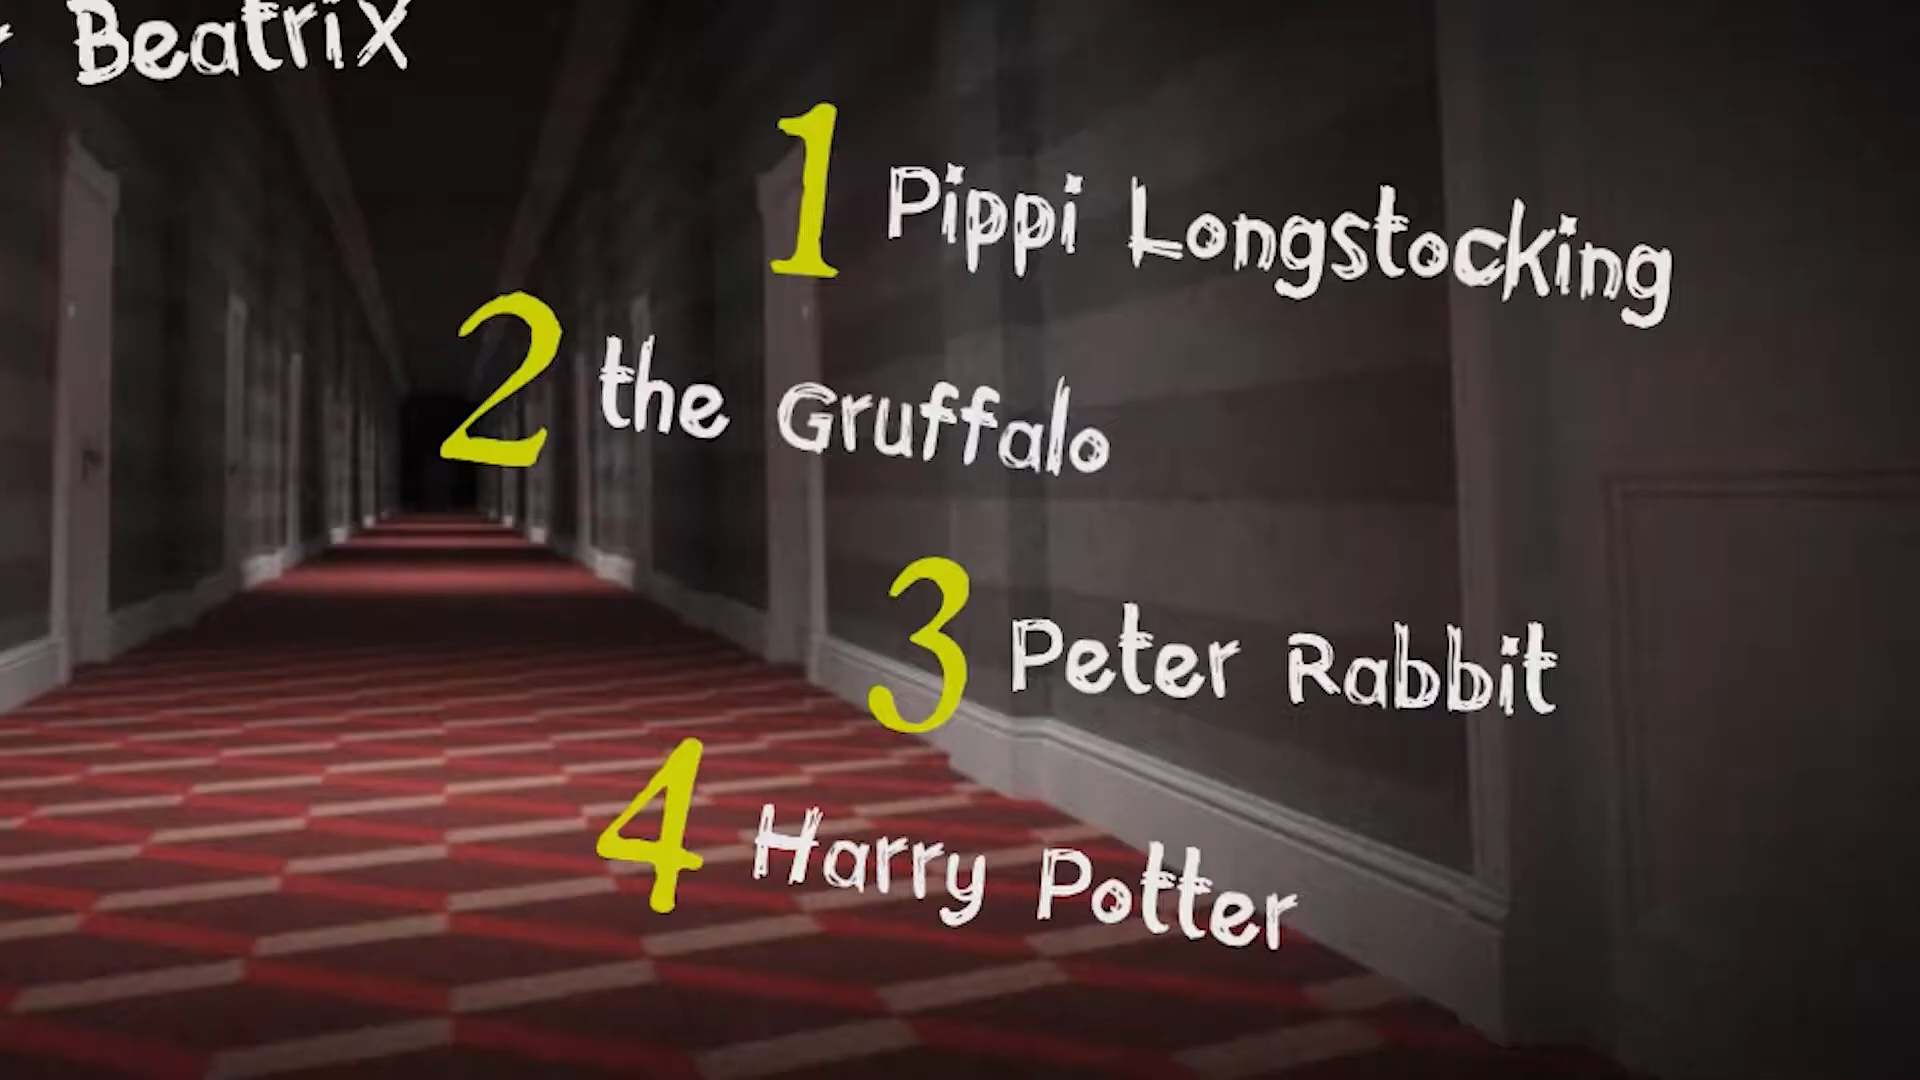 Beatrix
1 Pippi Longstocking
2 the Gruffalo
3 Peter Rabbit
4 Harry Potter